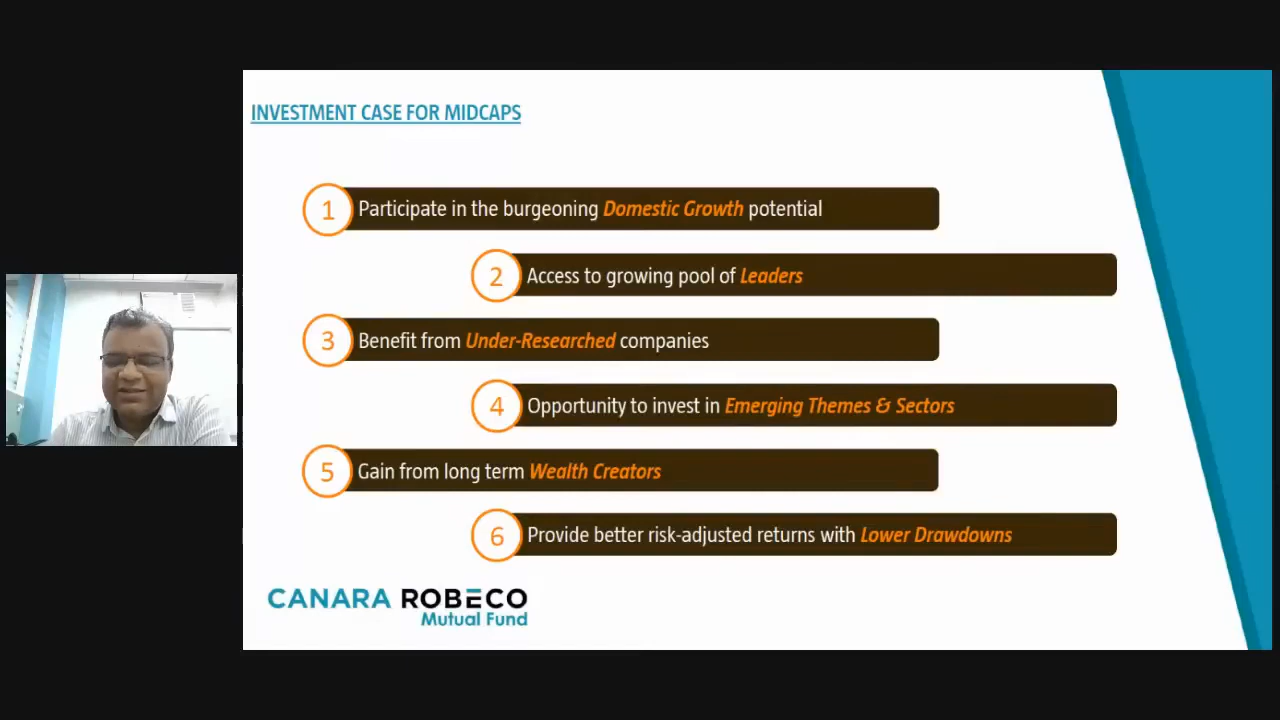 INVESTMENT CASE FOR MIDCAPS
1 Participate in the burgeoning Domestic Growth potential
2 Access to growing pool of Leaders
3 Benefit from Under-Researched companies
4 Opportunity to invest in Emerging Themes & Sectors
5 Gain from long term Wealth Creators
6 Provide better risk-adjusted returns with Lower Drawdowns
CANARA ROBECO
Mutual Fund